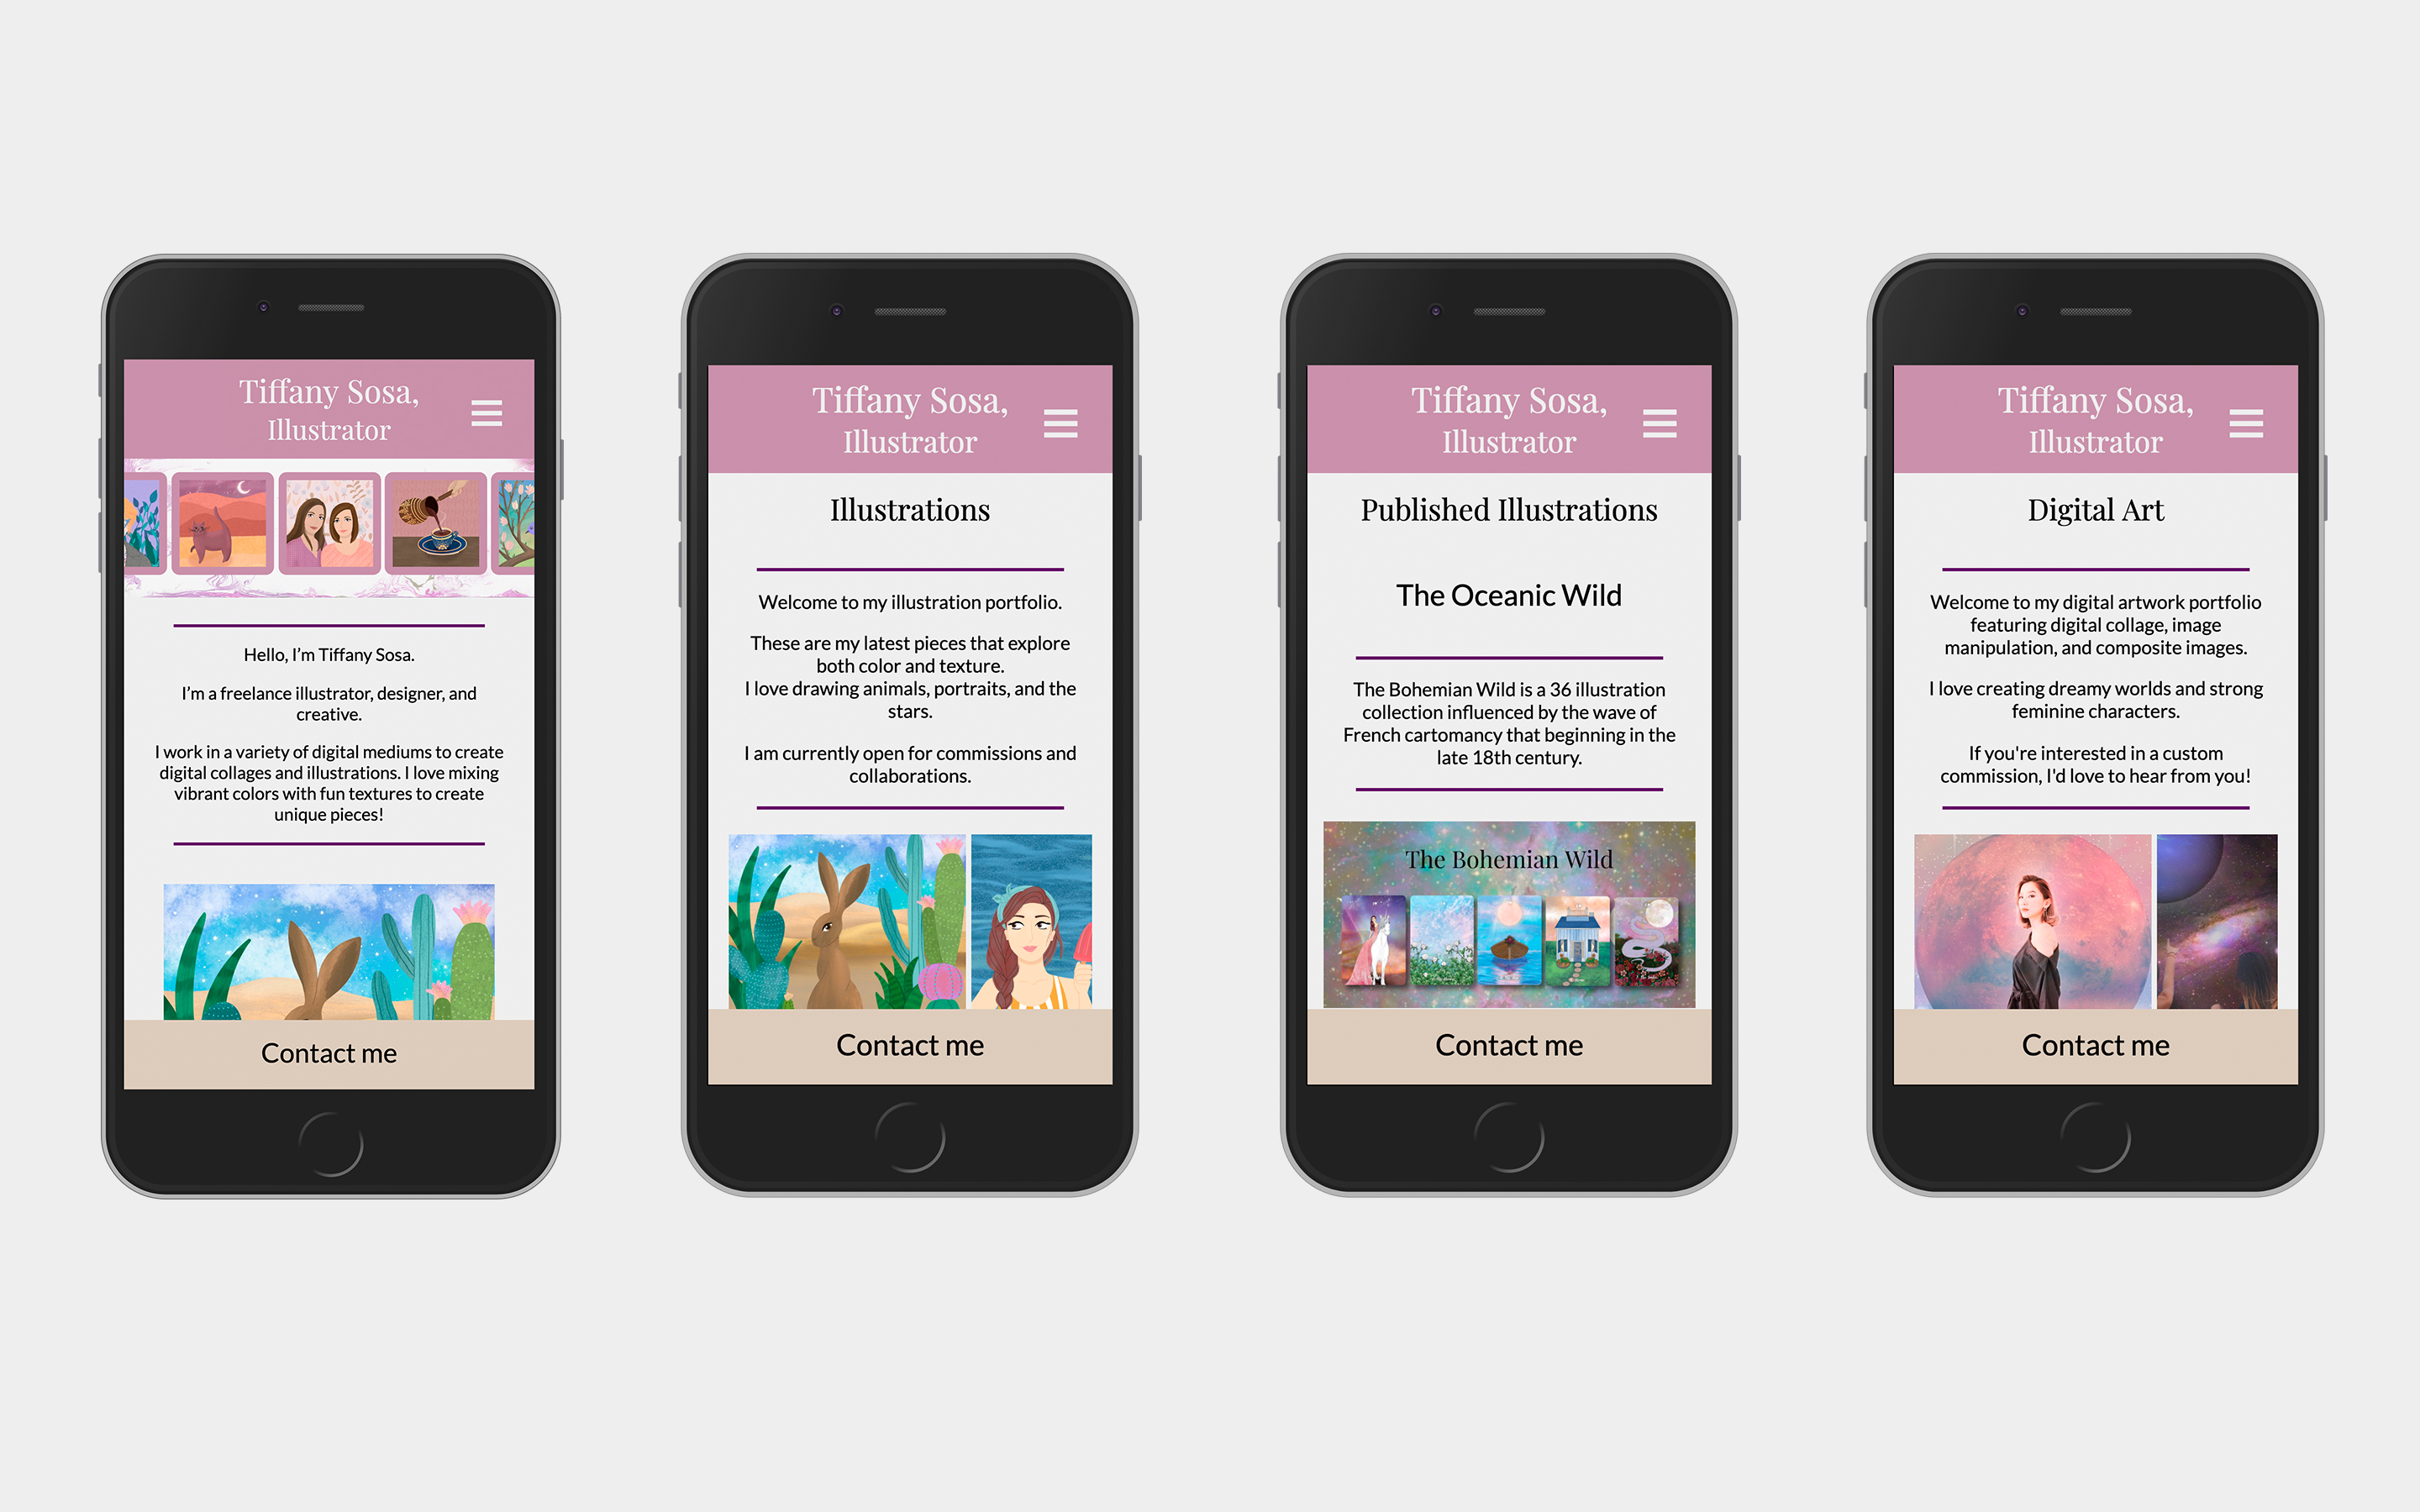 Tiffany Sosa,
Illustrator
Hello, I'm Tiffany Sosa.
I'm a freelance illustrator, designer, and
creative.
I work in a variety of digital mediums to create
digital collages and illustrations. I love mixing
vibrant colors with fun textures to create
unique pieces!
Contact me
Tiffany Sosa,
Illustrator
Illustrations
Welcome to my illustration portfolio.
These are my latest pieces that explore
both color and texture.
I love drawing animals, portraits, and the
stars.
I am currently open for commissions and
collaborations.
Contact me
Tiffany Sosa,
Illustrator
Published Illustrations
The Oceanic Wild
The Bohemian Wild is a 36 illustration
collection influenced by the wave of
French cartomancy that beginning in the
late 18th century.
The Bohemian Wild
Contact me
Tiffany Sosa,
Illustrator
Digital Art
Welcome to my digital artwork portfolio
featuring digital collage, image
manipulation, and composite images.
I love creating dreamy worlds and strong
feminine characters.
If you're interested in a custom
commission, I'd love to hear from you!
Contact me